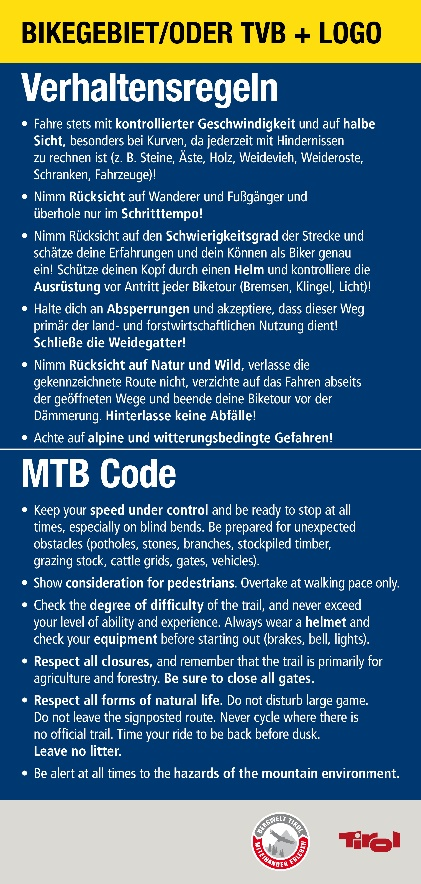 BIKEGEBIET/ODER TVB + LOGO
Verhaltensregeln
• Fahre stets mit kontrollierter Geschwindigkeit und auf halbe
Sicht, besonders bei Kurven, da jederzeit mit Hindernissen
zu rechnen ist (z. B. Steine, Äste, Holz, Weidevieh, Weideroste,
Schranken, Fahrzeuge)!
• Nimm Rücksicht auf Wanderer und Fußgänger und
überhole nur im Schritttempo!
• Nimm Rücksicht auf den Schwierigkeitsgrad der Strecke und
schätze deine Erfahrungen und dein Können als Biker genau
ein! Schütze deinen Kopf durch einen Helm und kontrolliere die
Ausrüstung vor Antritt jeder Biketour (Bremsen, Klingel, Licht)!
• Halte dich an Absperrungen und akzeptiere, dass dieser Weg
primär der land- und forstwirtschaftlichen Nutzung dient!
Schließe die Weidegatter!
• Nimm Rücksicht auf Natur und Wild, verlasse die
gekennzeichnete Route nicht, verzichte auf das Fahren abseits
der geöffneten Wege und beende deine Biketour vor der
Dämmerung. Hinterlasse keine Abfälle!
• Achte auf alpine und witterungsbedingte Gefahren!
MTB Code
• Keep your speed under control and be ready to stop at all
times, especially on blind bends. Be prepared for unexpected
obstacles (potholes, stones, branches, stockpiled timber,
grazing stock, cattle grids, gates, vehicles).
• Show consideration for pedestrians. Overtake at walking pace only.
• Check the degree of difficulty of the trail, and never exceed
your level of ability and experience. Always wear a helmet and
check your equipment before starting out (brakes, bell, lights).
• Respect all closures, and remember that the trail is primarily for
agriculture and forestry. Be sure to close all gates.
• Respect all forms of natural life. Do not disturb large game.
Do not leave the signposted route. Never cycle where there is
no official trail. Time your ride to be back before dusk.
Leave no litter.
• Be alert at all times to the hazards of the mountain environment.
BERGWELT TIROL
MITEINANDER ERLEBEN
Tirol